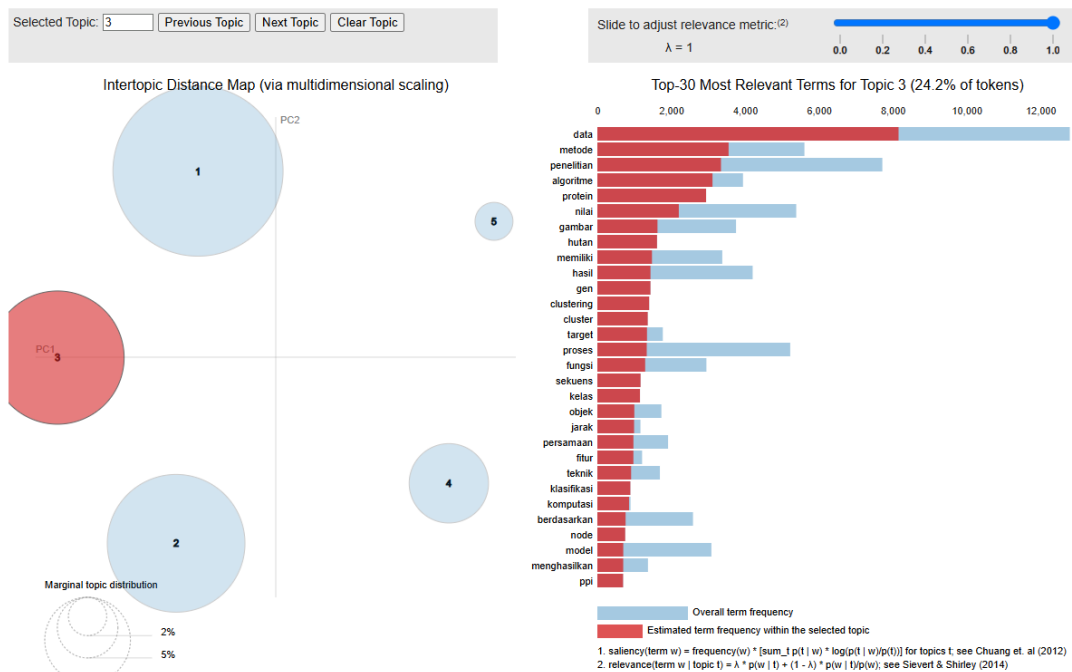 Selected Topic: 3 Previous Topic Next Topic Clear Topic
Slide to adjust relevance metric:(2)
λ = 1
0.0 0.2 0.4 0.6 0.8 1.0
Intertopic Distance Map (via multidimensional scaling)
PC2
1
5
PC1
3
4
2
Marginal topic distribution
2%
5%
Top-30 Most Relevant Terms for Topic 3 (24.2% of tokens)
0 2,000 4,000 6,000 8,000 10,000 12,000
data
metode
penelitian
algoritme
protein
nilai
gambar
hutan
memiliki
hasil
gen
clustering
cluster
target
proses
fungsi
sekuens
kelas
objek
jarak
persamaan
fitur
teknik
klasifikasi
komputasi
berdasarkan
node
model
menghasilkan
ppi
Overall term frequency
Estimated term frequency within the selected topic
1. saliency(term w) = frequency(w) * [sum_t p(t | w) * log(p(t | w)/p(t))] for topics t; see Chuang et. al (2012)
2. relevance(term w | topic t) = λ * p(w | t) + (1 - λ) * p(w | t)/p(w); see Sievert & Shirley (2014)